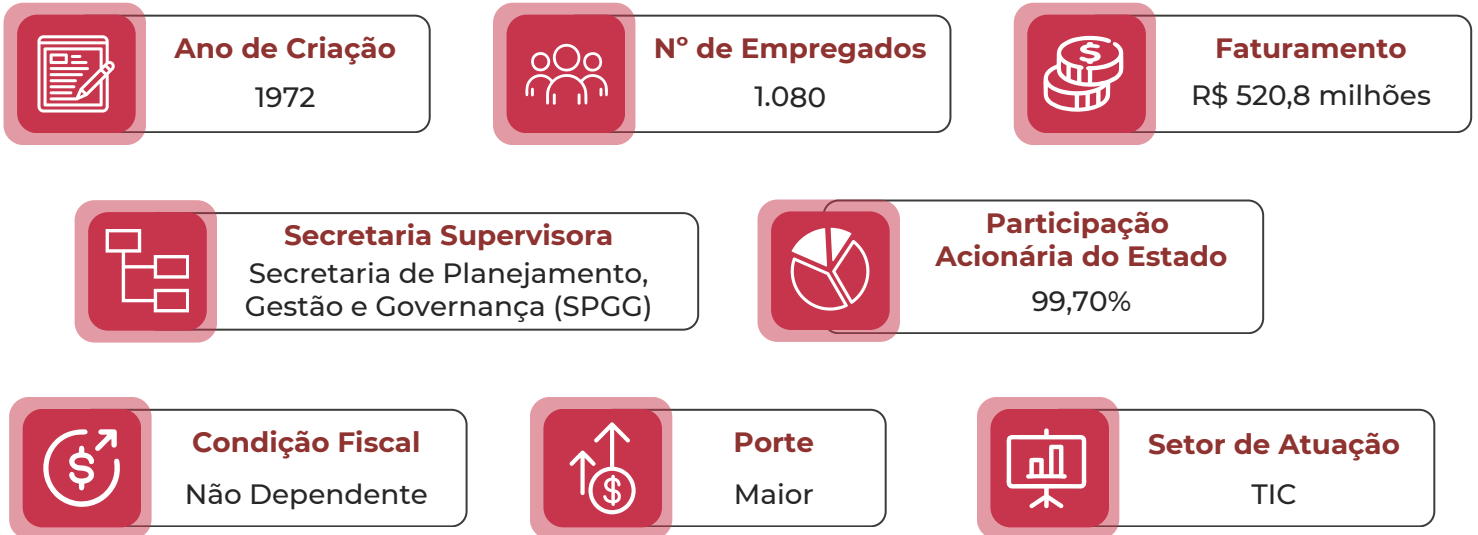 Ano de Criação
1972
Nº de Empregados
1.080
$
Faturamento
R$ 520,8 milhões
Secretaria Supervisora
Secretaria de Planejamento,
Gestão e Governança (SPGG)
Participação
Acionária do Estado
99,70%
$
Condição Fiscal
Não Dependente
$
Porte
Maior
Setor de Atuação
TIC